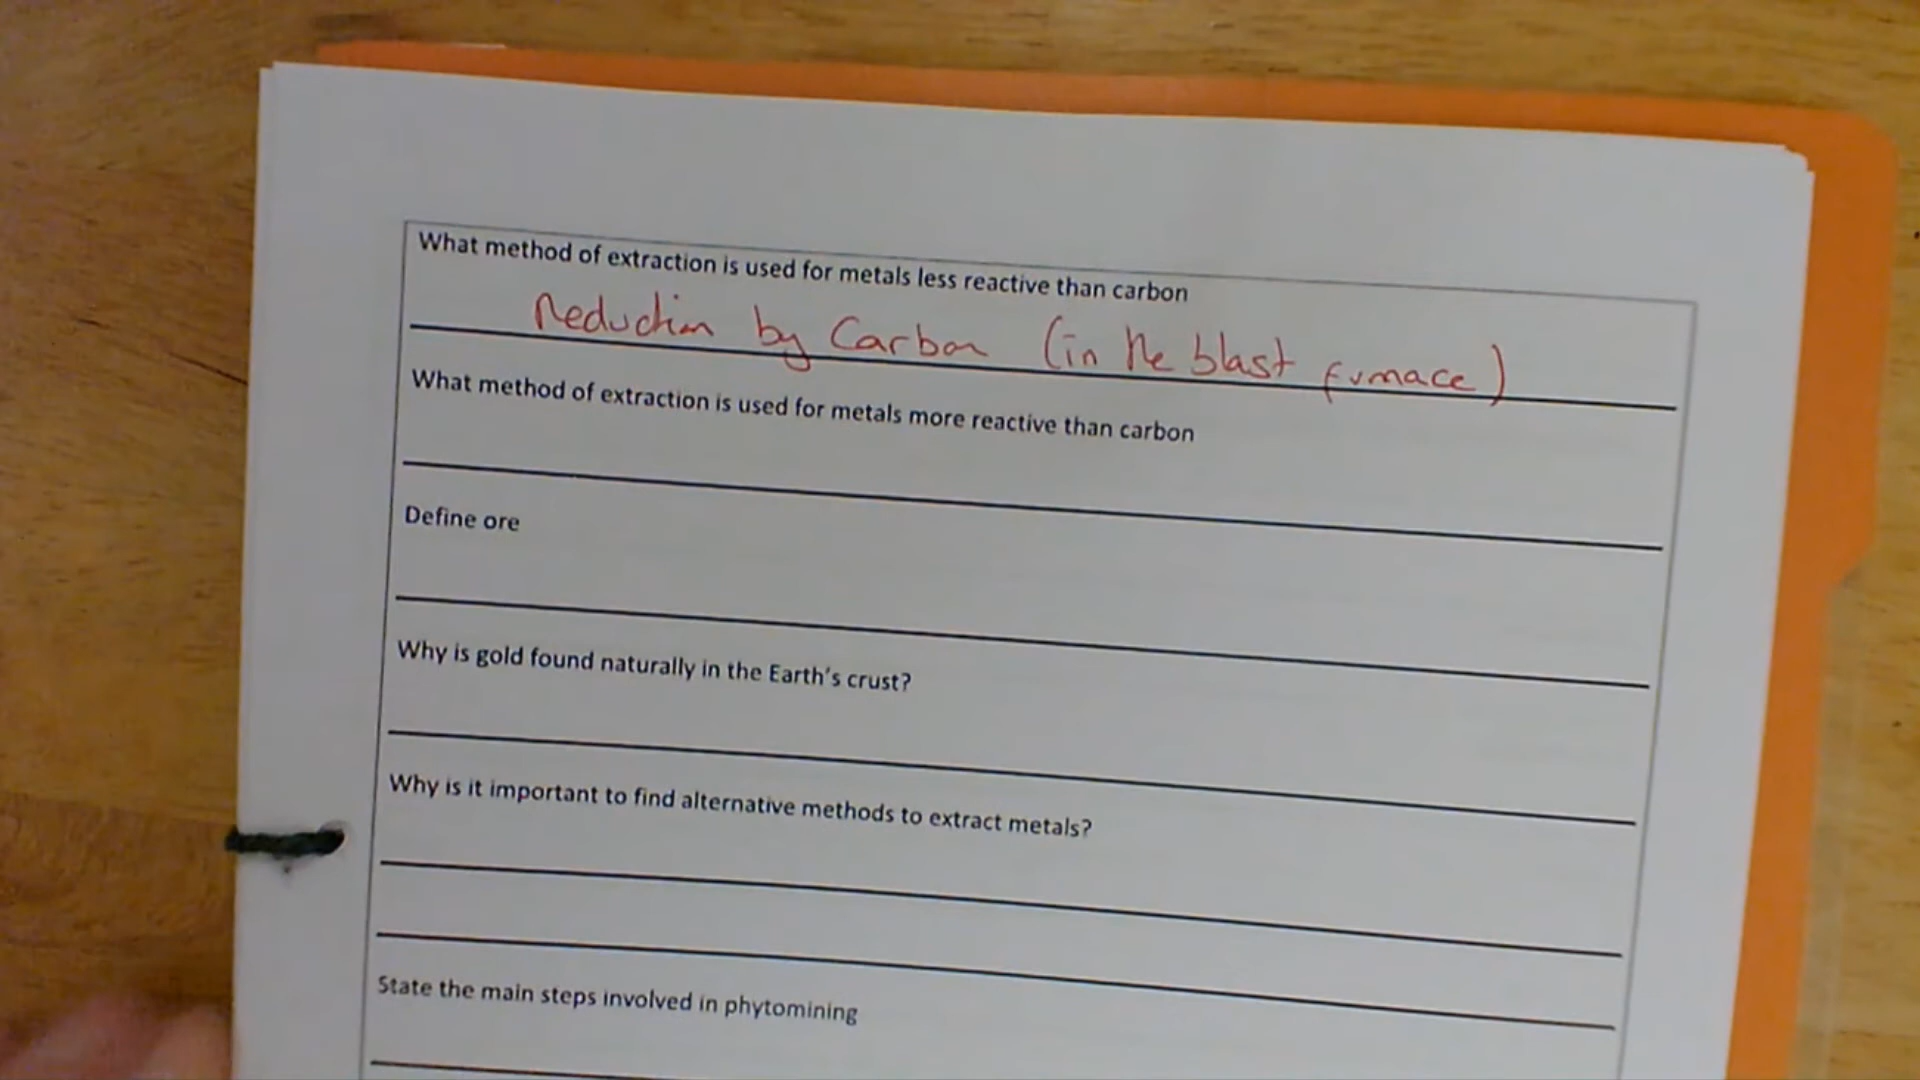 What method of extraction is used for metals less reactive than carbon
Reduction by Carbon (in the blast furnace)
What method of extraction is used for metals more reactive than carbon
Define ore
Why is gold found naturally in the Earth's crust?
Why is it important to find alternative methods to extract metals?
State the main steps involved in phytomining